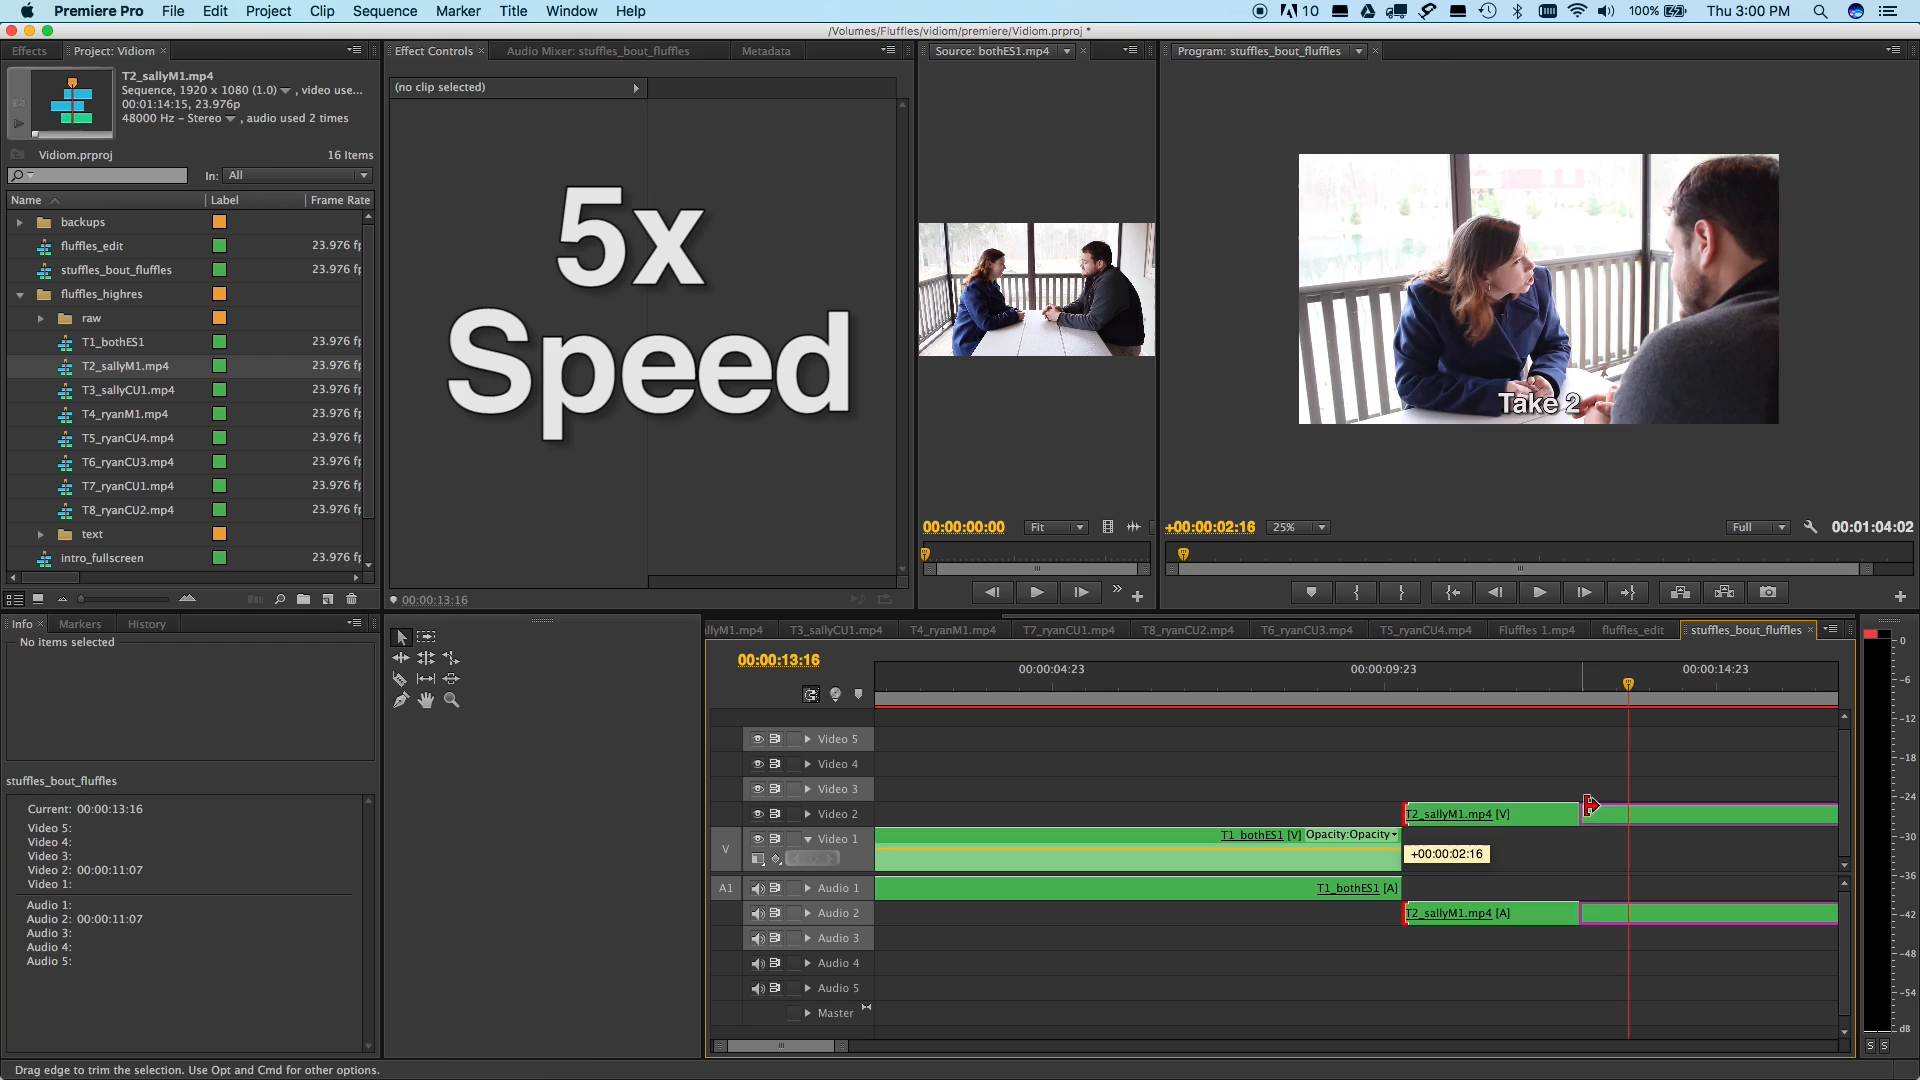 Premiere Pro File Edit Project Clip Sequence Marker Title Window Help
10 100% Thu 3:00 PM
/Volumes/Fluffles/vidiom/premiere/Vidiom.prproj *
Effects Project: Vidiom
T2_sallyM1.mp4
Sequence, 1920 x 1080 (1.0) , video use...
00:01:14:15, 23.976p
48000 Hz - Stereo , audio used 2 times
Vidiom.prproj 16 Items
In: All
Name Label Frame Rate
backups
fluffles_edit 23.976 f
stuffles_bout_fluffles 23.976 f
fluffles_highres
raw
T1_bothES1 23.976 f
T2_sallyM1.mp4 23.976 f
T3_sallyCU1.mp4 23.976 f
T4_ryanM1.mp4 23.976 f
T5_ryanCU4.mp4 23.976 f
T6_ryanCU3.mp4 23.976 f
T7_ryanCU1.mp4 23.976 f
T8_ryanCU2.mp4 23.976 f
text
intro_fullscreen 23.976 f
Effect Controls Audio Mixer: stuffles_bout_fluffles Metadata
(no clip selected)
5x
Speed
00:00:13:16
Source: bothES1.mp4
00:00:00:00 Fit
Program: stuffles_bout_fluffles
Take 2
+00:00:02:16 25% Full 00:01:04:02
Info Markers History
No items selected
stuffles_bout_fluffles
Current: 00:00:13:16
Video 5:
Video 4:
Video 3:
Video 2: 00:00:11:07
Video 1:
Audio 1:
Audio 2: 00:00:11:07
Audio 3:
Audio 4:
Audio 5:
llyM1.mp4 T3_sallyCU1.mp4 T4_ryanM1.mp4 T7_ryanCU1.mp4 T8_ryanCU2.mp4 T6_ryanCU3.mp4 T5_ryanCU4.mp4 Fluffles 1.mp4 fluffles_edit stuffles_bout_fluffles
00:00:13:16
00:00:04:23 00:00:09:23 00:00:14:23
Video 5
Video 4
Video 3
Video 2 T2_sallyM1.mp4 [V]
V Video 1 T1_bothES1 [V] Opacity:Opacity
+00:00:02:16
A1 Audio 1 T1_bothES1 [A]
Audio 2 T2_sallyM1.mp4 [A]
Audio 3
Audio 4
Audio 5
Master
0
-6
-12
-18
-24
-30
-36
-42
-48
-54
dB
S S
Drag edge to trim the selection. Use Opt and Cmd for other options.